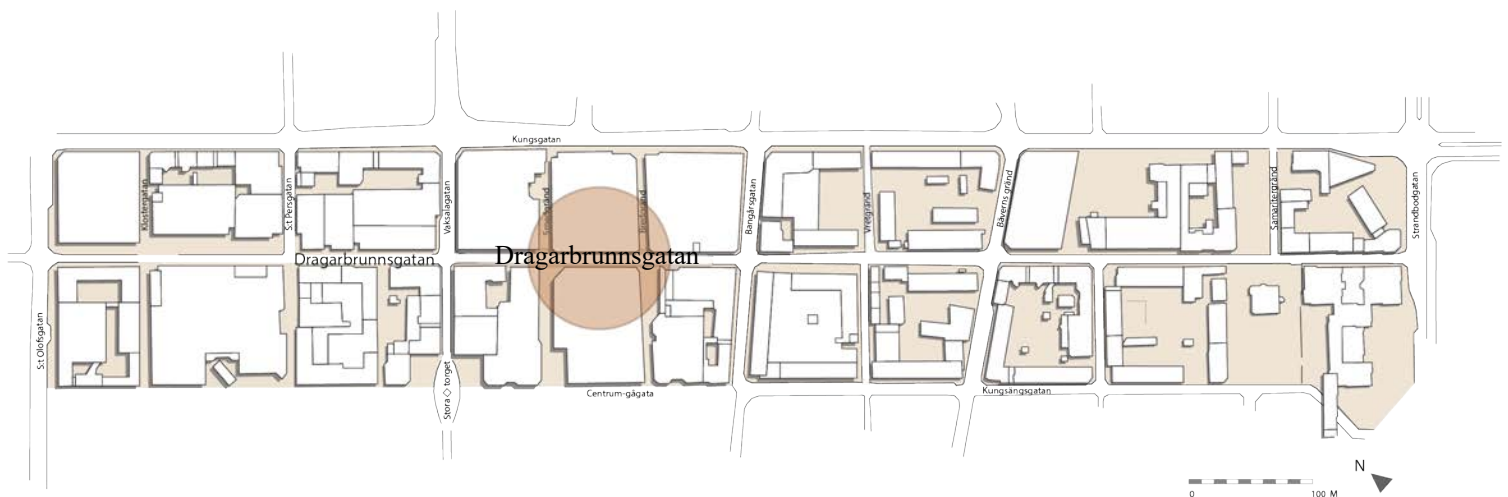 Kungsgatan
Klostergatan
S:t Persgatan
Vaksalagatan
Smedsgränd
Bangårdsgatan
Vretgränd
Bäverns gränd
Samaritergränd
Strandbodgatan
Dragarbrunnsgatan
Dragarbrunnsgatan
S:t Olofsgatan
Stora torget
Centrum-gågata
Kungsängsgatan
N
0 100 M